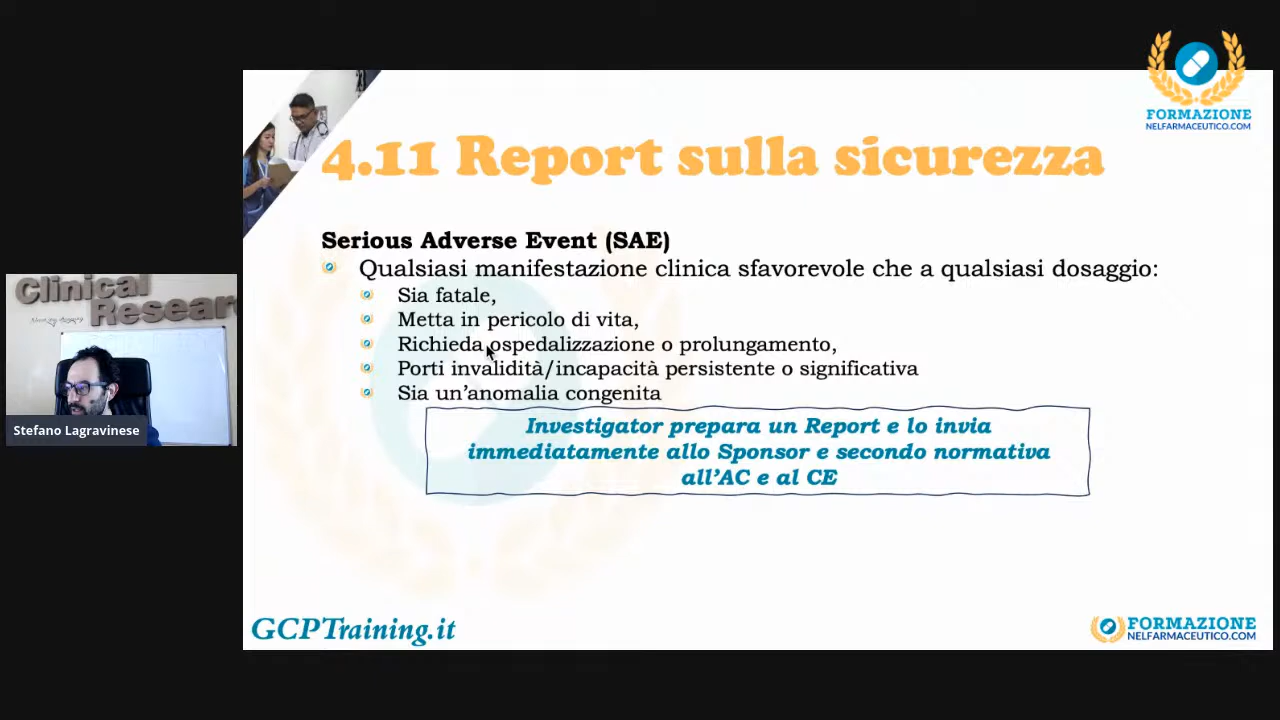 FORMAZIONE
NELFARMACEUTICO.COM
4.11 Report sulla sicurezza
Serious Adverse Event (SAE)
Qualsiasi manifestazione clinica sfavorevole che a qualsiasi dosaggio:
Sia fatale,
Metta in pericolo di vita,
Richieda ospedalizzazione o prolungamento,
Porti invalidità/incapacità persistente o significativa
Sia un'anomalia congenita
Investigator prepara un Report e lo invia
immediatamente allo Sponsor e secondo normativa
all'AC e al CE
Clinical
Research
Stefano Lagravinese
GCPTraining.it
FORMAZIONE
NELFARMACEUTICO.COM